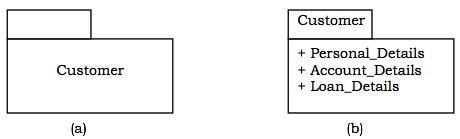 Customer
(a)
Customer
+ Personal_Details
+ Account_Details
+ Loan_Details
(b)